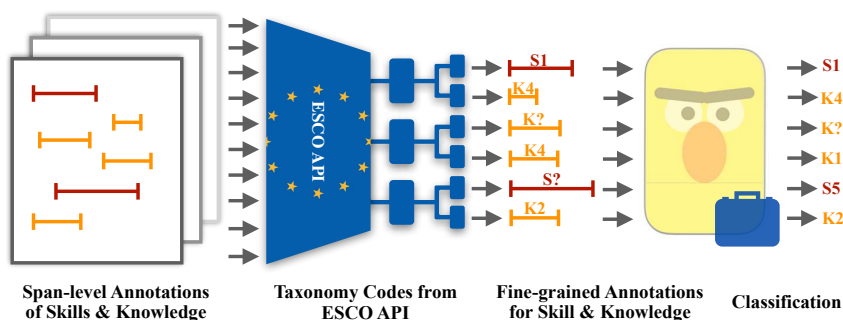 S1
K4
K?
K4
S?
K2
ESCO API
S1
K4
K?
K1
S5
K2
Span-level Annotations
of Skills & Knowledge
Taxonomy Codes from
ESCO API
Fine-grained Annotations
for Skill & Knowledge
Classification